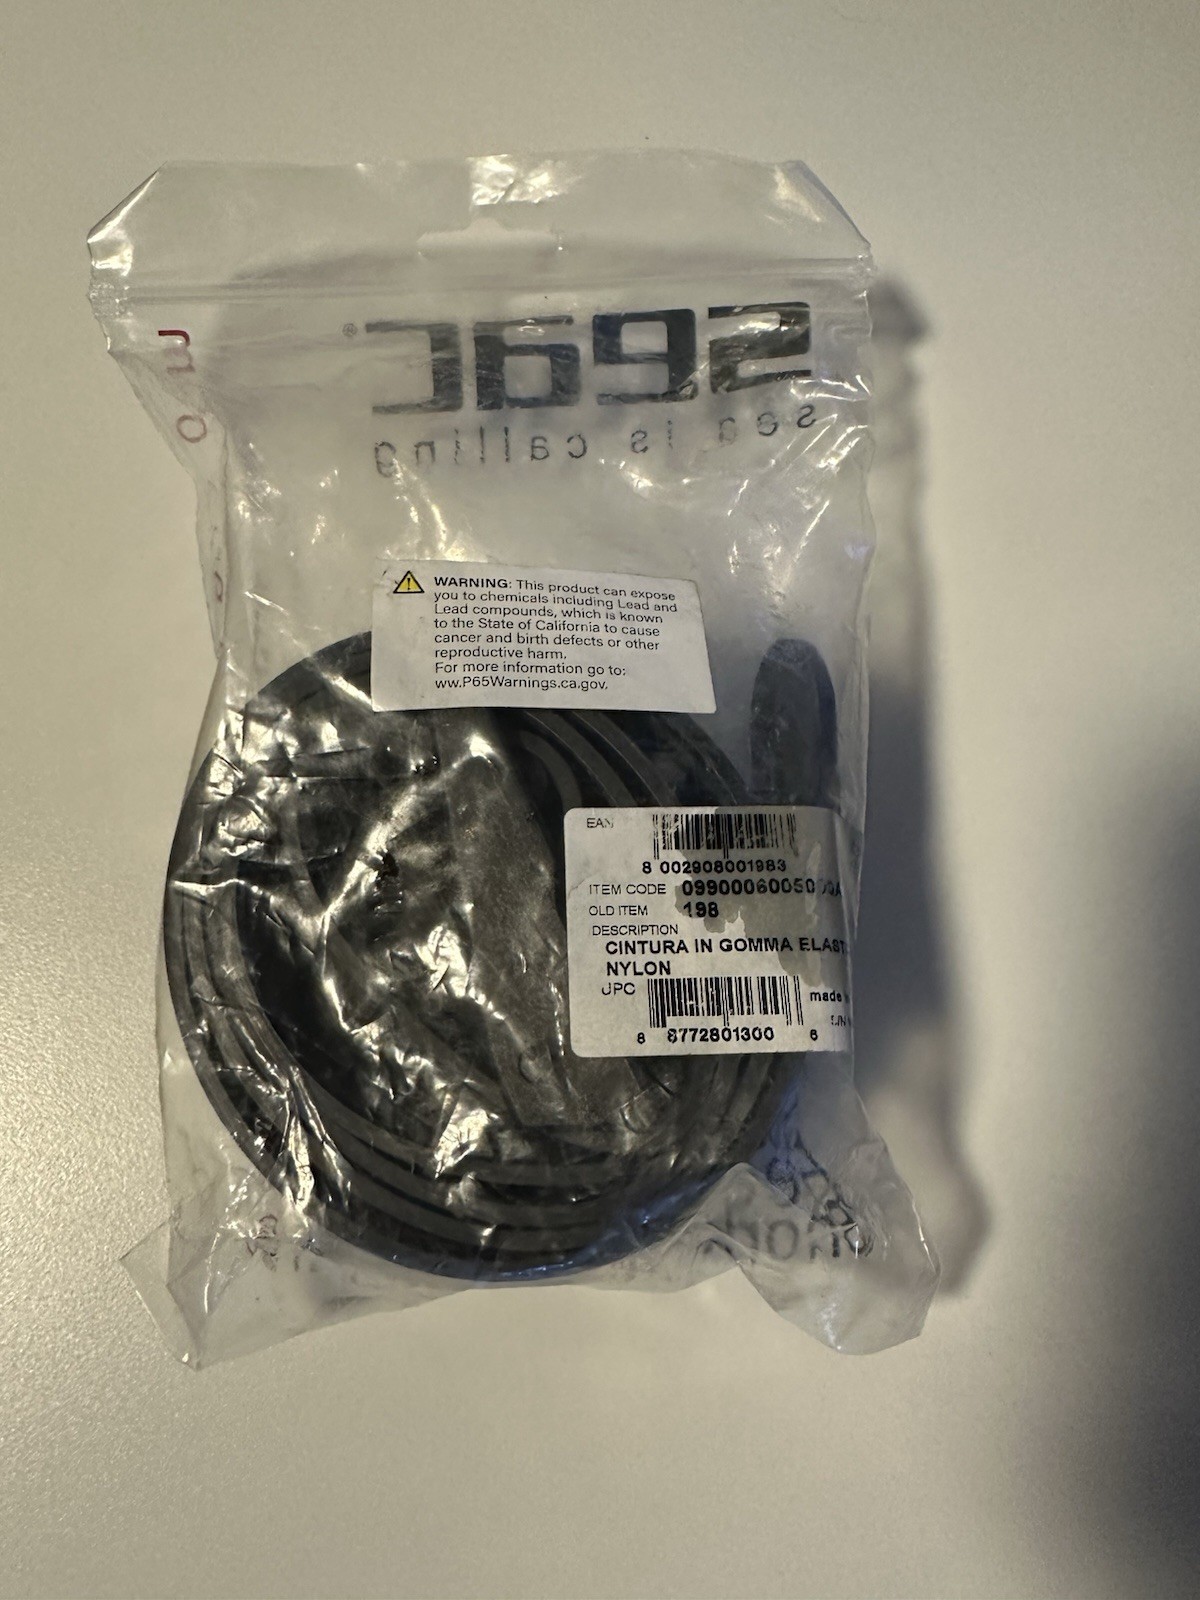 SEAC®
sea is calling
WARNING: This product can expose
you to chemicals including Lead and
Lead compounds, which is known
to the State of California to cause
cancer and birth defects or other
reproductive harm.
For more information go to:
ww.P65Warnings.ca.gov.
EAN
8 002908001983
ITEM CODE
OLD ITEM 198
DESCRIPTION
CINTURA IN GOMMA
NYLON
UPC
made
8 8772801300 6